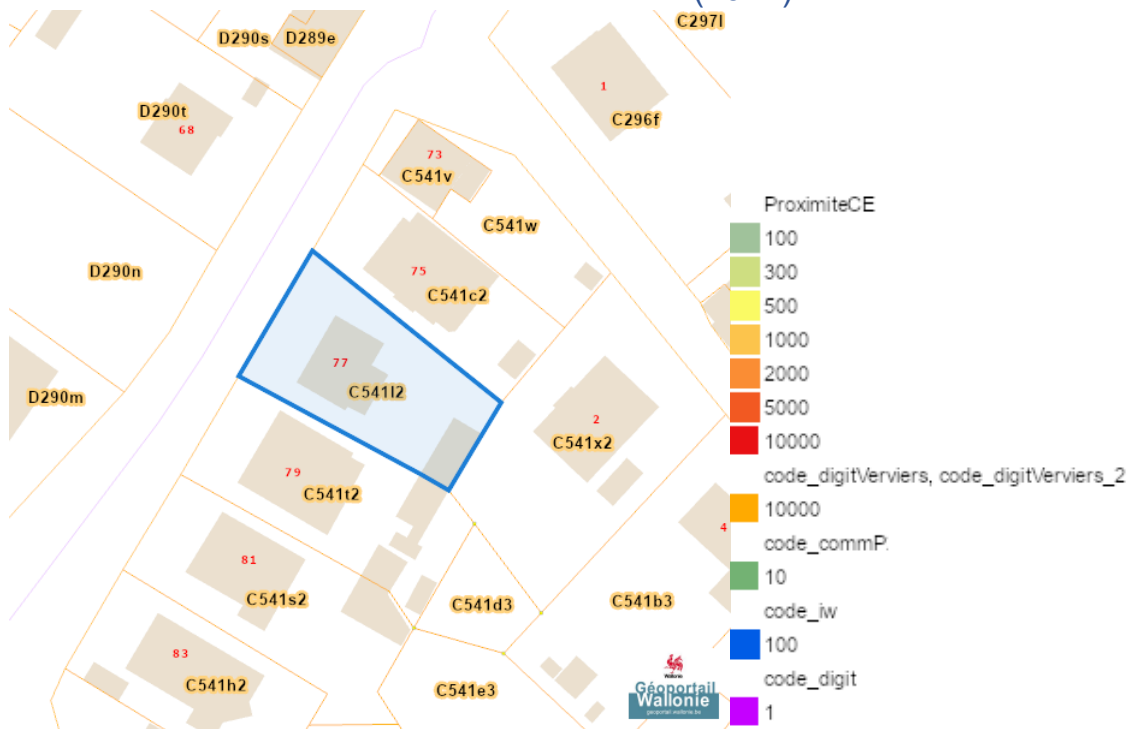 C297l
D290s
D289e
1
C296f
D290t
68
73
C541v
C541w
D290n
75
C541c2
77
C541l2
D290m
2
C541x2
79
C541t2
4
81
C541s2
C541d3
C541b3
83
C541h2
C541e3
Wallonie
Géoportail
Wallonie
geoportail.wallonie.be
ProximiteCE
100
300
500
1000
2000
5000
10000
code_digitVerviers, code_digitVerviers_2
10000
code_commP.
10
code_iw
100
code_digit
1